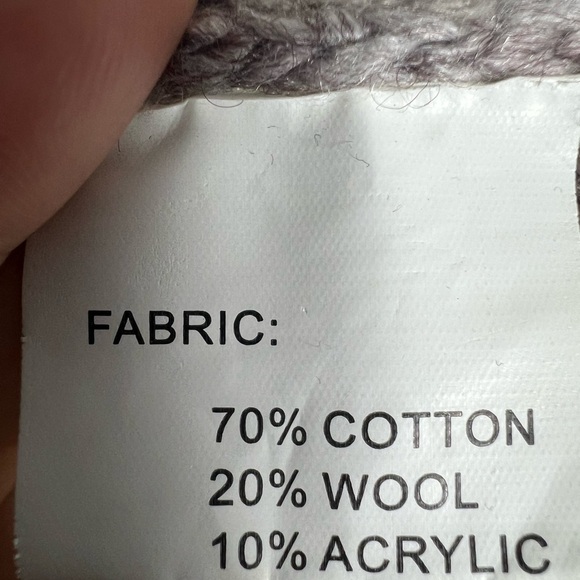 FABRIC:
70% COTTON
20% WOOL
10% ACRYLIC